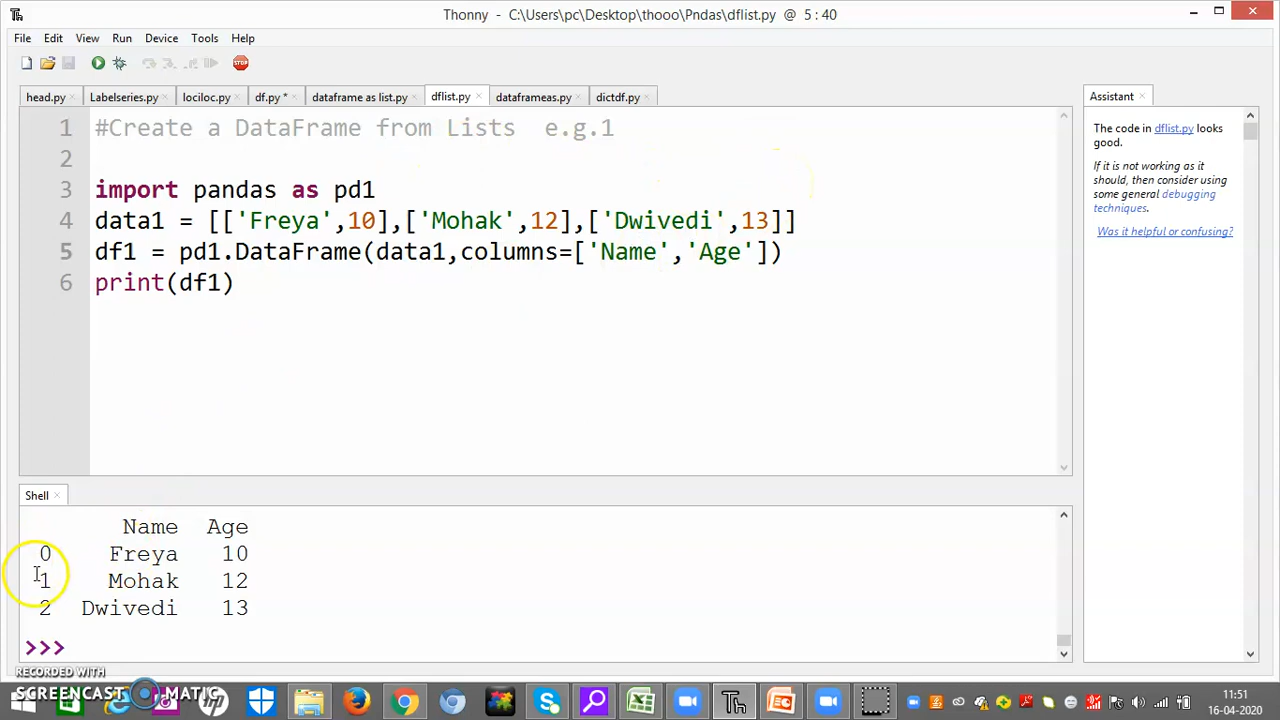 Thonny - C:\Users\pc\Desktop\thooo\Pndas\dflist.py @ 5 : 40
File Edit View Run Device Tools Help
STOP
head.py Labelseries.py lociloc.py df.py * dataframe as list.py dflist.py dataframeas.py dictdf.py
Assistant
1 #Create a DataFrame from Lists e.g.1
2
3 import pandas as pd1
4 data1 = [['Freya',10],['Mohak',12],['Dwivedi',13]]
5 df1 = pd1.DataFrame(data1,columns=['Name','Age'])
6 print(df1)
The code in dflist.py looks
good.
If it is not working as it
should, then consider using
some general debugging
techniques.
Was it helpful or confusing?
Shell
Name Age
0 Freya 10
1 Mohak 12
2 Dwivedi 13
>>>
RECORDED WITH
SCREENCAST MATIC
11:51
16-04-2020